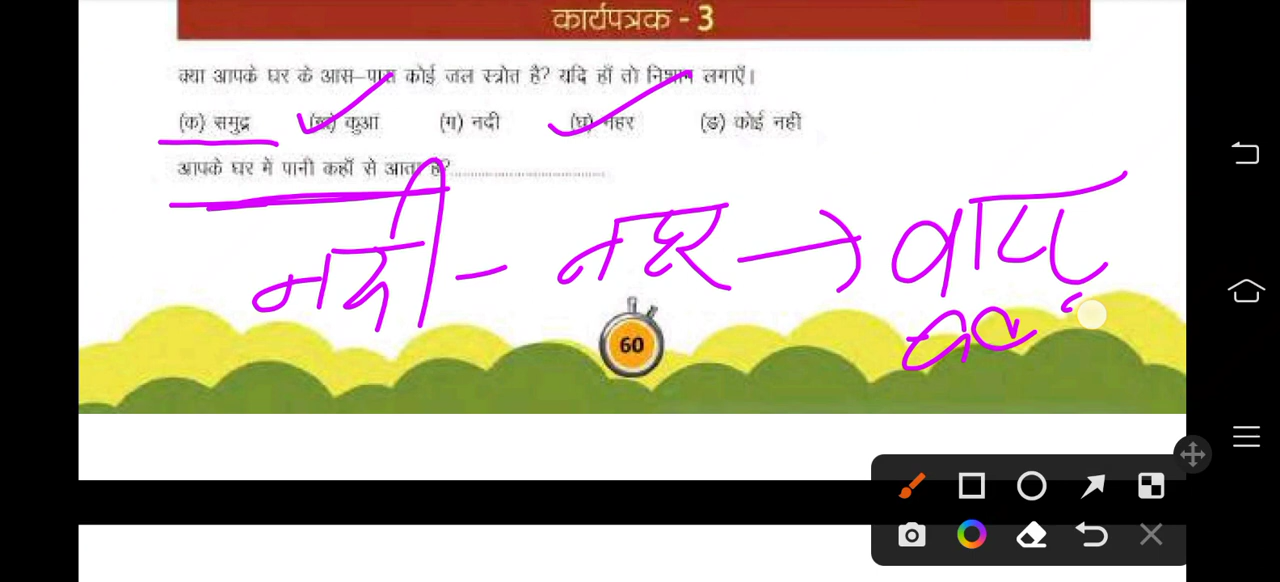 कार्यपत्रक - 3
क्या आपके घर के आस-पास कोई जल स्त्रोत है? यदि हाँ तो निशान लगाएँ।
(क) समुद्र (ख) कुआं (ग) नदी (घ) नहर (ङ) कोई नहीं
आपके घर में पानी कहाँ से आता है?.......................................
नदी - नहर →
60